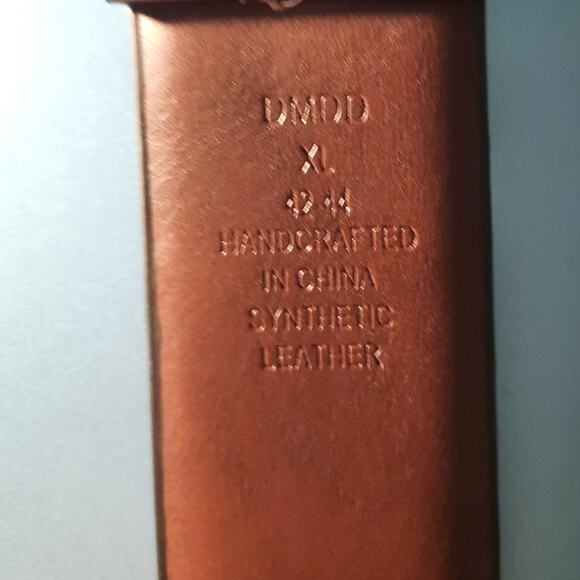 DMDD
XL
42-44
HANDCRAFTED
IN CHINA
SYNTHETIC
LEATHER